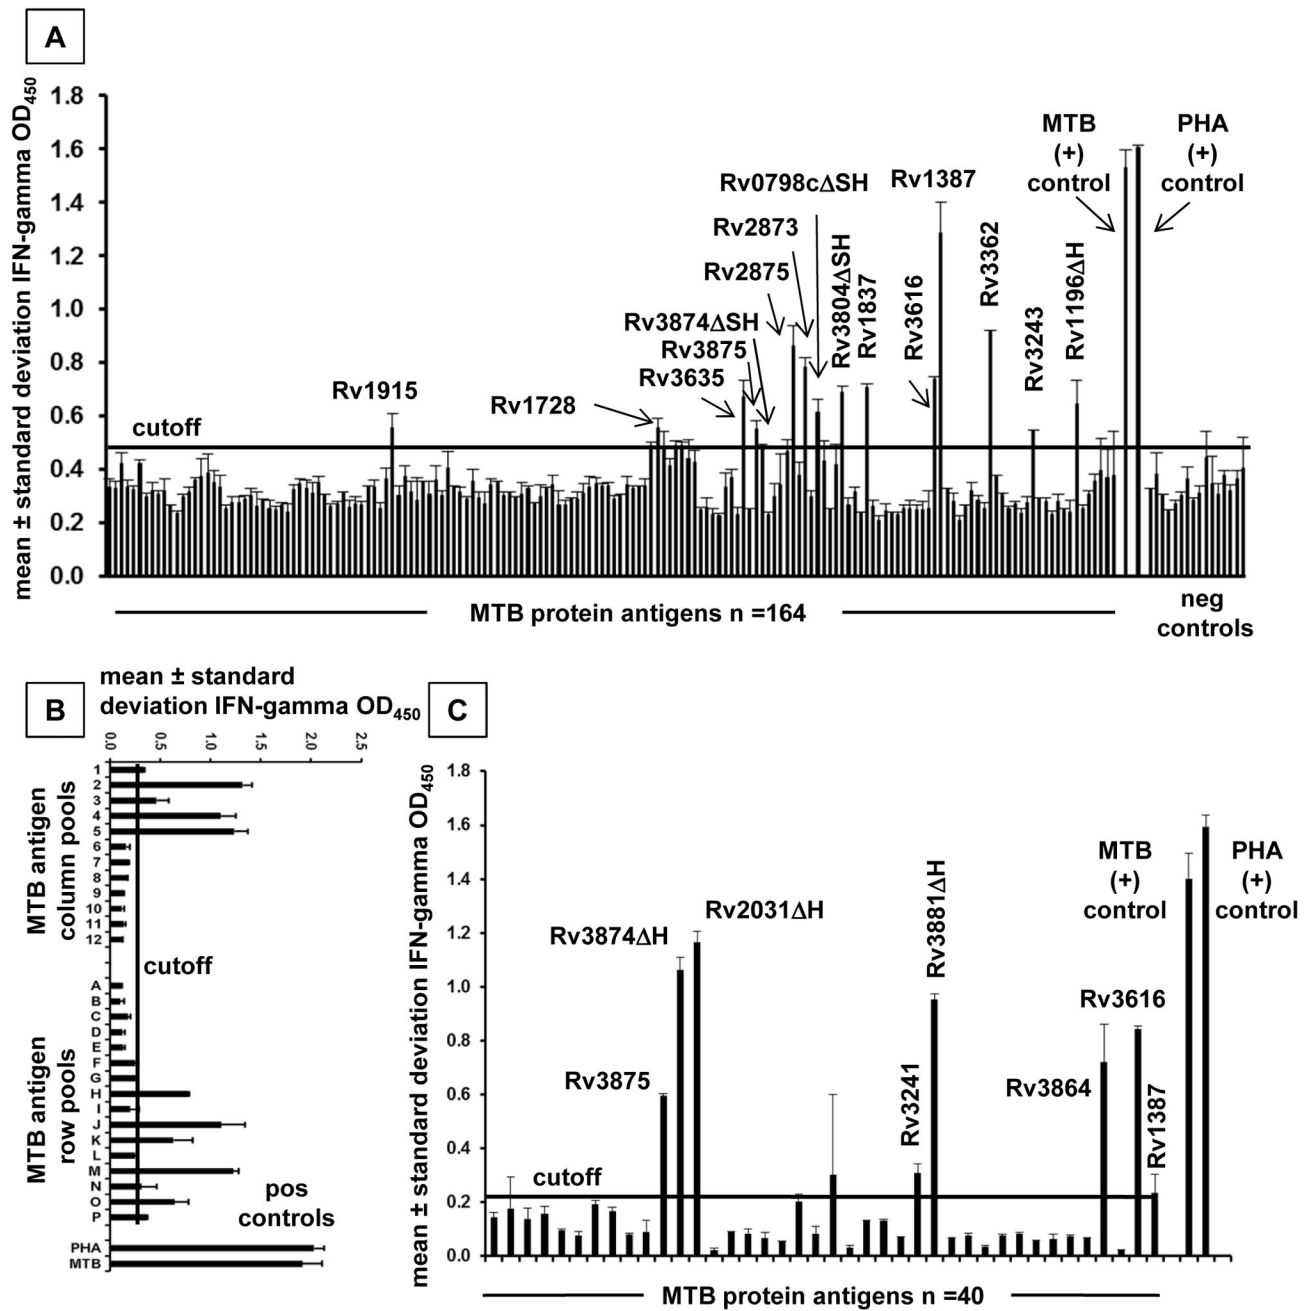 A
mean ± standard deviation IFN-gamma OD450
1.8
1.6
1.4
1.2
1.0
0.8
0.6
0.4
0.2
0.0
cutoff
Rv1915
Rv1728
Rv3635
Rv3875
Rv3874ΔSH
Rv2875
Rv2873
Rv0798cΔSH
Rv3804ΔSH
Rv1837
Rv3616
Rv1387
Rv3362
Rv3243
Rv1196ΔH
MTB
(+)
control
PHA
(+)
control
MTB protein antigens n =164
neg
controls
B
mean ± standard
deviation IFN-gamma OD450
0.0
0.5
1.0
1.5
2.0
2.5
MTB antigen
column pools
1
2
3
4
5
6
7
8
9
10
11
12
cutoff
MTB antigen
row pools
A
B
C
D
E
F
G
H
I
J
K
L
M
N
O
P
pos
controls
PHA
MTB
C
mean ± standard deviation IFN-gamma OD450
1.8
1.6
1.4
1.2
1.0
0.8
0.6
0.4
0.2
0.0
cutoff
Rv3875
Rv3874ΔH
Rv2031ΔH
Rv3241
Rv3881ΔH
Rv3864
Rv3616
Rv1387
MTB
(+)
control
PHA
(+)
control
MTB protein antigens n =40